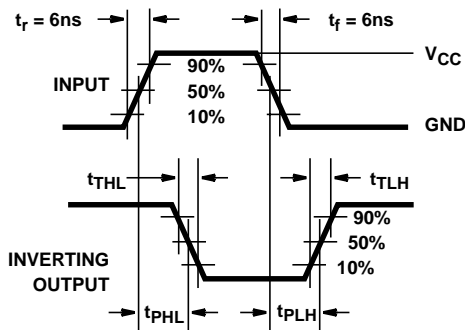 tr = 6ns
tf = 6ns
VCC
90%
INPUT
50%
10%
GND
tTHL
tTLH
90%
50%
INVERTING
OUTPUT
10%
tPHL
tPLH